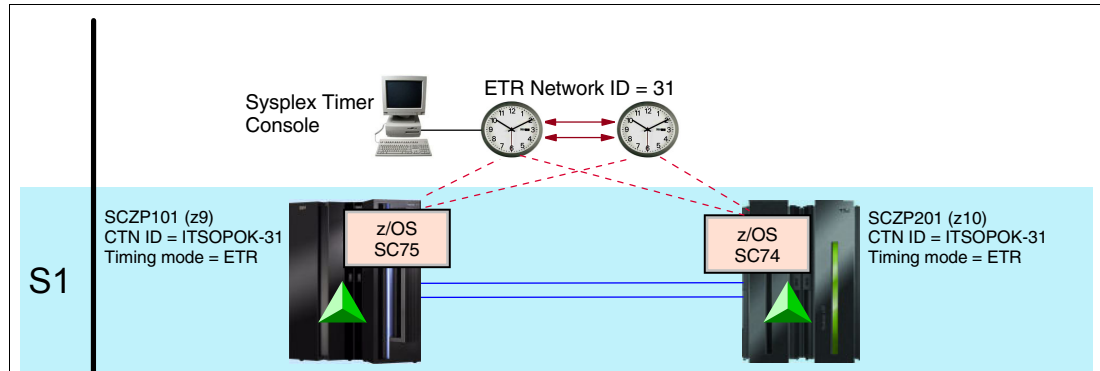 ETR Network ID = 31
Sysplex Timer
Console
S1
SCZP101 (z9)
CTN ID = ITSOPOK-31
Timing mode = ETR
z/OS
SC75
z/OS
SC74
SCZP201 (z10)
CTN ID = ITSOPOK-31
Timing mode = ETR